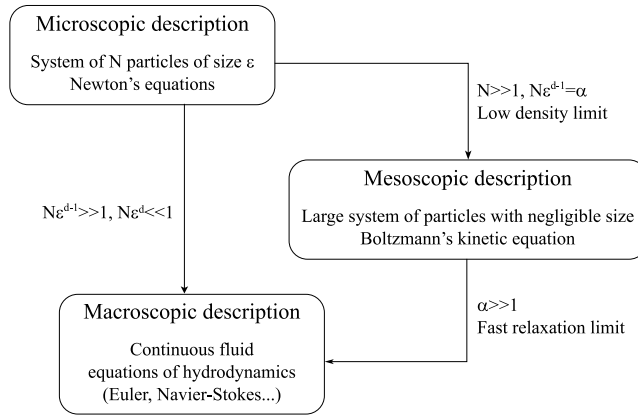 Microscopic description
System of N particles of size ε
Newton's equations
N>>1, Nε^{d-1}=α
Low density limit
Mesoscopic description
Large system of particles with negligible size
Boltzmann's kinetic equation
Nε^{d-1}>>1, Nε^{d}<<1
α>>1
Fast relaxation limit
Macroscopic description
Continuous fluid
equations of hydrodynamics
(Euler, Navier-Stokes...)